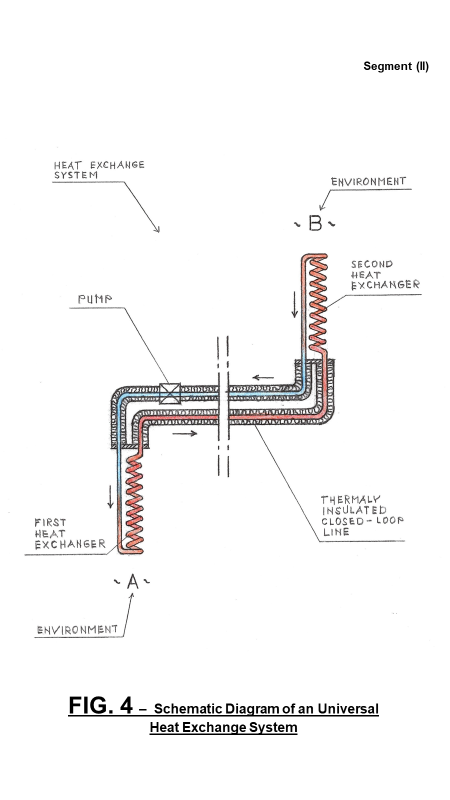 Segment (II)
HEAT EXCHANGE
SYSTEM
ENVIRONMENT
~ B ~
SECOND
HEAT
EXCHANGER
PUMP
THERMALY
INSULATED
CLOSED-LOOP
LINE
FIRST
HEAT
EXCHANGER
~ A ~
ENVIRONMENT
FIG. 4 – Schematic Diagram of an Universal
Heat Exchange System